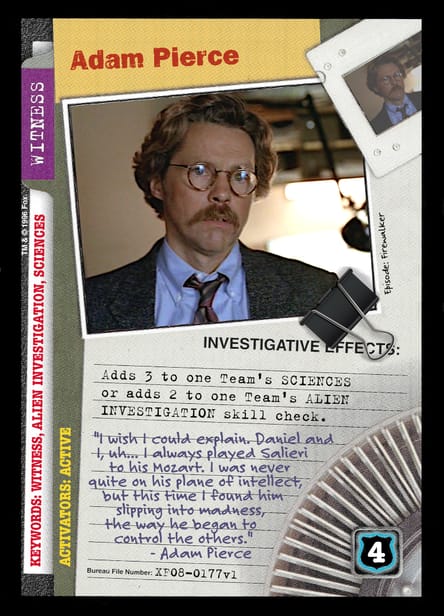 Adam Pierce
WITNESS
TM & © 1996 Fox
KEYWORDS: WITNESS, ALIEN INVESTIGATION, SCIENCES
ACTIVATORS: ACTIVE
Episode: Firewalker
INVESTIGATIVE EFFECTS:
Adds 3 to one Team's SCIENCES
or adds 2 to one Team's ALIEN
INVESTIGATION skill check.
"I wish I could explain. Daniel and
I, uh... I always played Salieri
to his Mozart. I was never
quite on his plane of intellect,
but this time I found him
slipping into madness,
the way he began to
control the others."
- Adam Pierce
4
Bureau File Number: XF08-0177v1